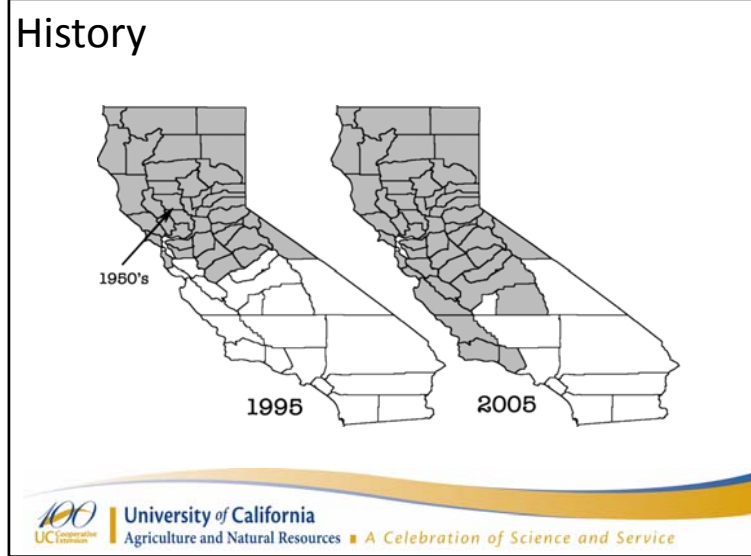 History
1950's
1995
2005
100
UC Cooperative
Extension
University of California
Agriculture and Natural Resources ■ A Celebration of Science and Service